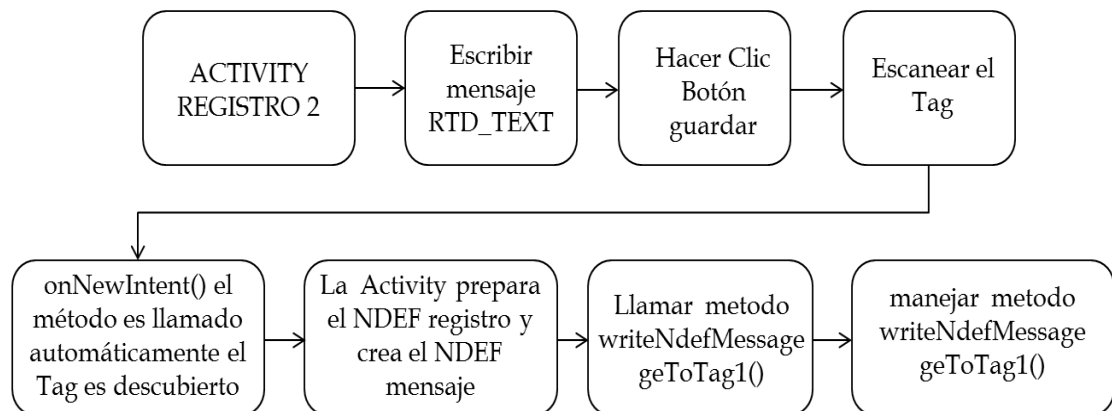 ACTIVITY
REGISTRO 2
Escribir
mensaje
RTD_TEXT
Hacer Clic
Botón
guardar
Escanear el
Tag
onNewIntent() el
método es llamado
automáticamente el
Tag es descubierto
La Activity prepara
el NDEF registro y
crea el NDEF
mensaje
Llamar metodo
writeNdefMessage
geToTag1()
manejar metodo
writeNdefMessage
geToTag1()